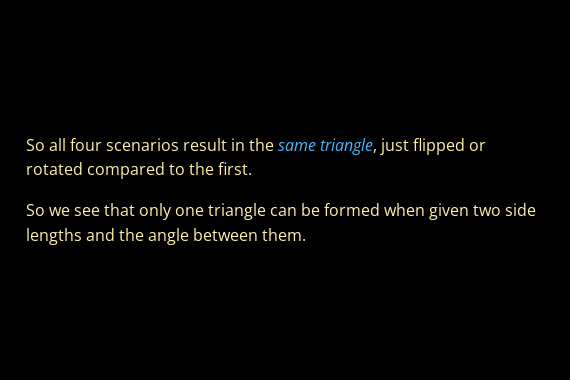 So all four scenarios result in the same triangle, just flipped or
rotated compared to the first.
So we see that only one triangle can be formed when given two side
lengths and the angle between them.